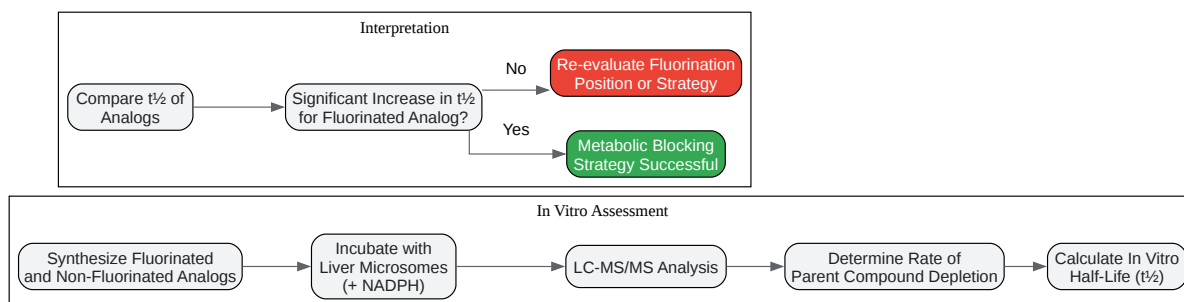 Interpretation
Compare t½ of
Analogs
Significant Increase in t½
for Fluorinated Analog?
No
Re-evaluate Fluorination
Position or Strategy
Yes
Metabolic Blocking
Strategy Successful
In Vitro Assessment
Synthesize Fluorinated
and Non-Fluorinated Analogs
Incubate with
Liver Microsomes
(+ NADPH)
LC-MS/MS Analysis
Determine Rate of
Parent Compound Depletion
Calculate In Vitro
Half-Life (t½)